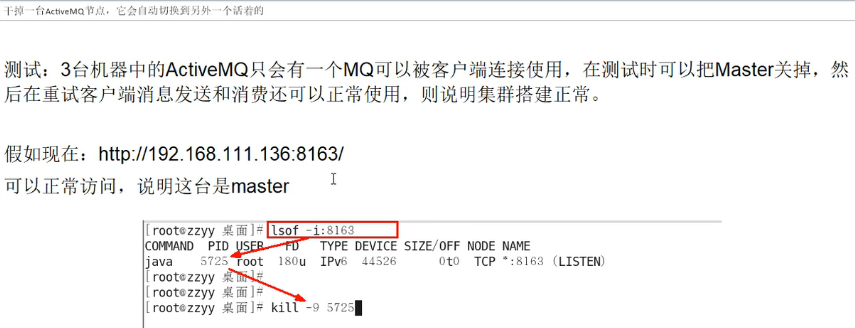 干掉一台ActiveMQ节点，它会自动切换到另外一个活着的
测试：3台机器中的ActiveMQ只会有一个MQ可以被客户端连接使用，在测试时可以把Master关掉，然
后在重试客户端消息发送和消费还可以正常使用，则说明集群搭建正常。
假如现在：http://192.168.111.136:8163/
可以正常访问，说明这台是master
[root@zzyy 桌面]# lsof -i:8163
COMMAND PID USER FD TYPE DEVICE SIZE/OFF NODE NAME
java 5725 root 180u IPv6 44526 0t0 TCP *:8163 (LISTEN)
[root@zzyy 桌面]#
[root@zzyy 桌面]#
[root@zzyy 桌面]# kill -9 5725